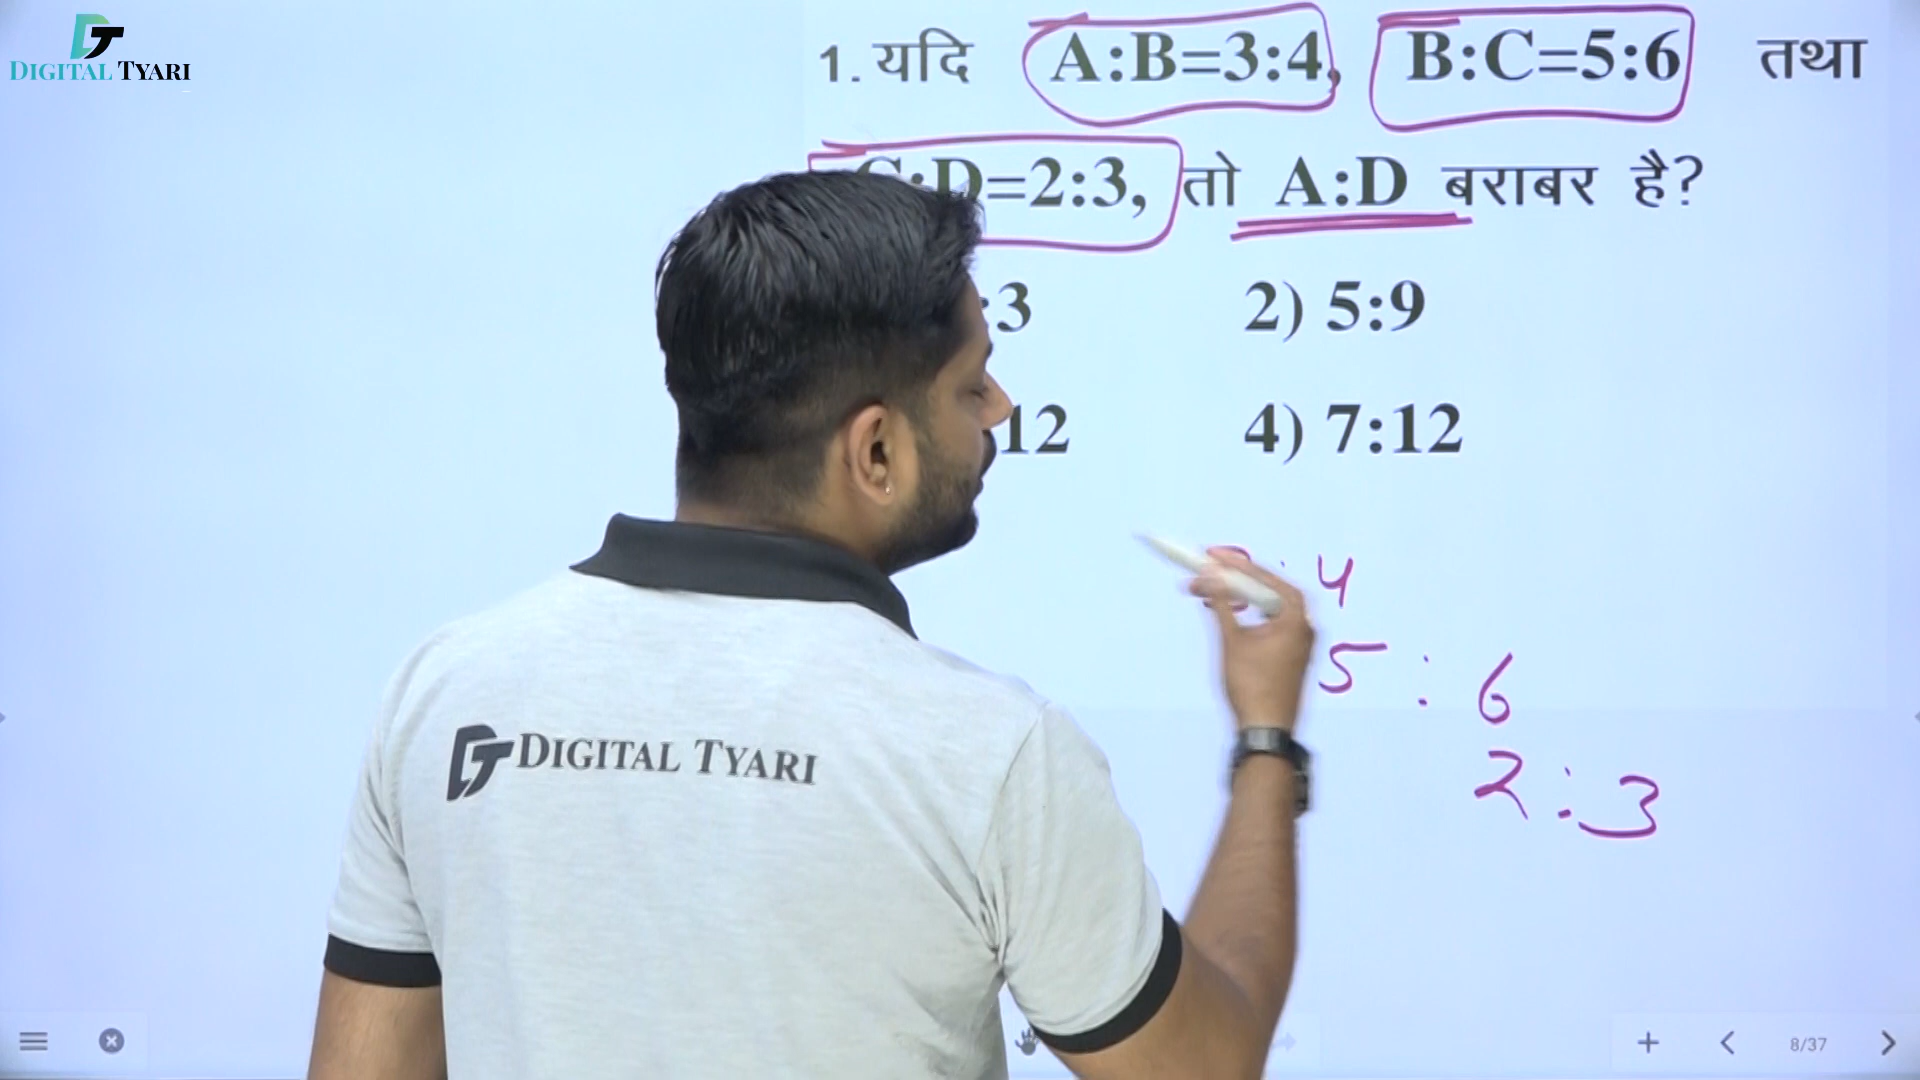 DIGITAL TYARI
1. यदि A:B=3:4, B:C=5:6 तथा
C:D=2:3, तो A:D बराबर है?
:3 2) 5:9
12 4) 7:12
: 4
5 : 6
2 : 3
DIGITAL TYARI
8/37